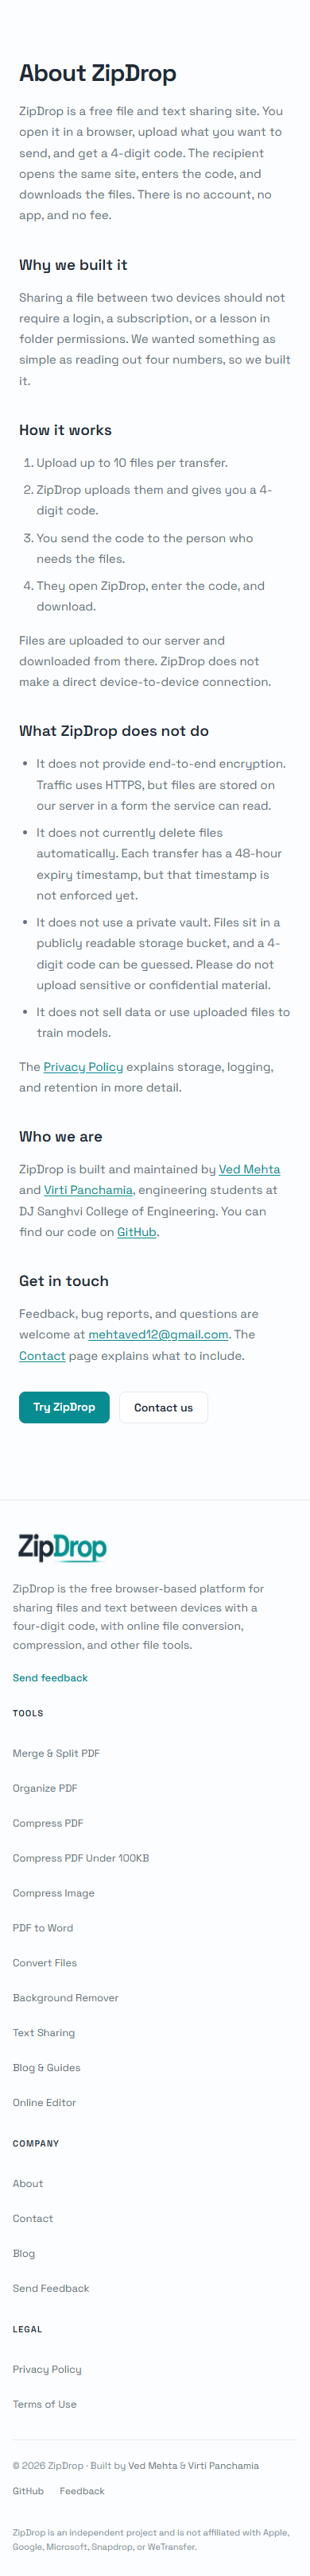 About ZipDrop
ZipDrop is a free file and text sharing site. You
open it in a browser, upload what you want to
send, and get a 4-digit code. The recipient
opens the same site, enters the code, and
downloads the files. There is no account, no
app, and no fee.
Why we built it
Sharing a file between two devices should not
require a login, a subscription, or a lesson in
folder permissions. We wanted something as
simple as reading out four numbers, so we built
it.
How it works
1. Upload up to 10 files per transfer.
2. ZipDrop uploads them and gives you a 4-
digit code.
3. You send the code to the person who
needs the files.
4. They open ZipDrop, enter the code, and
download.
Files are uploaded to our server and
downloaded from there. ZipDrop does not
make a direct device-to-device connection.
What ZipDrop does not do
• It does not provide end-to-end encryption.
Traffic uses HTTPS, but files are stored on
our server in a form the service can read.
• It does not currently delete files
automatically. Each transfer has a 48-hour
expiry timestamp, but that timestamp is
not enforced yet.
• It does not use a private vault. Files sit in a
publicly readable storage bucket, and a 4-
digit code can be guessed. Please do not
upload sensitive or confidential material.
• It does not sell data or use uploaded files to
train models.
The Privacy Policy explains storage, logging,
and retention in more detail.
Who we are
ZipDrop is built and maintained by Ved Mehta
and Virti Panchamia, engineering students at
DJ Sanghvi College of Engineering. You can
find our code on GitHub.
Get in touch
Feedback, bug reports, and questions are
welcome at mehtaved12@gmail.com. The
Contact page explains what to include.
Try ZipDrop Contact us
ZipDrop
ZipDrop is the free browser-based platform for
sharing files and text between devices with a
four-digit code, with online file conversion,
compression, and other file tools.
Send feedback
TOOLS
Merge & Split PDF
Organize PDF
Compress PDF
Compress PDF Under 100KB
Compress Image
PDF to Word
Convert Files
Background Remover
Text Sharing
Blog & Guides
Online Editor
COMPANY
About
Contact
Blog
Send Feedback
LEGAL
Privacy Policy
Terms of Use
© 2026 ZipDrop · Built by Ved Mehta & Virti Panchamia
GitHub Feedback
ZipDrop is an independent project and is not affiliated with Apple,
Google, Microsoft, Snapdrop, or WeTransfer.